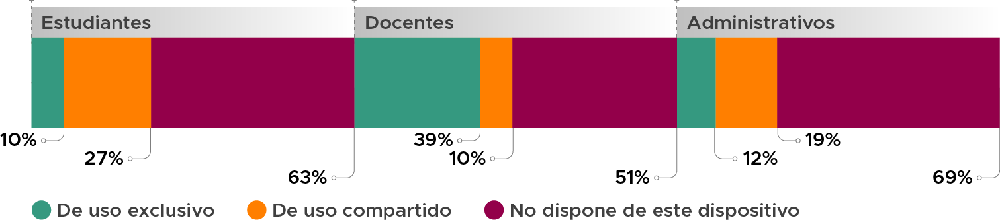 Estudiantes
Docentes
Administrativos
10%
39%
19%
27%
10%
12%
63%
51%
69%
De uso exclusivo
De uso compartido
No dispone de este dispositivo